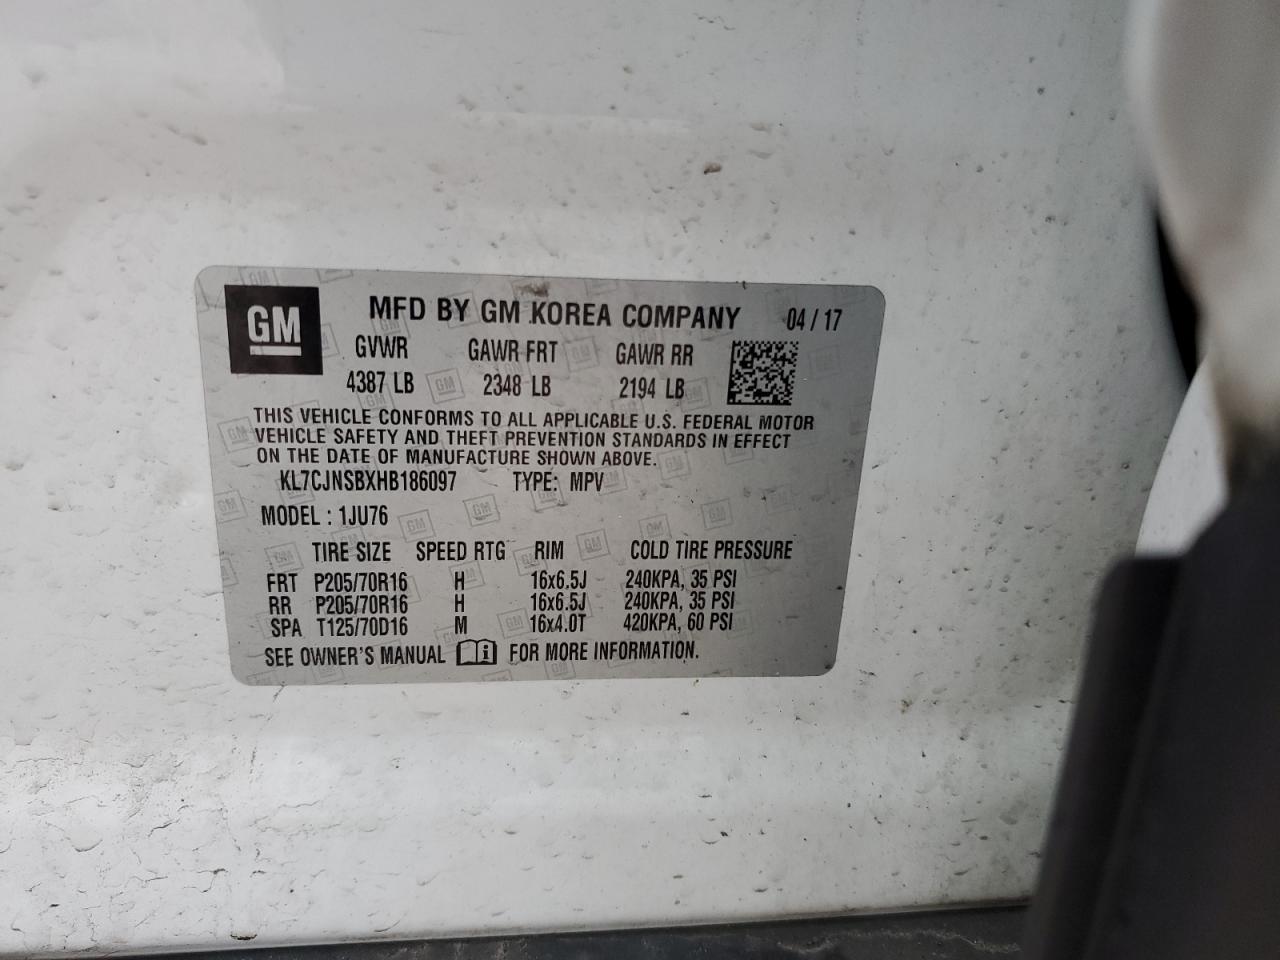 GM
MFD BY GM KOREA COMPANY 04/17
GVWR GAWR FRT GAWR RR
4387 LB 2348 LB 2194 LB
THIS VEHICLE CONFORMS TO ALL APPLICABLE U.S. FEDERAL MOTOR
VEHICLE SAFETY AND THEFT PREVENTION STANDARDS IN EFFECT
ON THE DATE OF MANUFACTURE SHOWN ABOVE.
KL7CJNSBXHB186097 TYPE: MPV
MODEL : 1JU76
TIRE SIZE SPEED RTG RIM COLD TIRE PRESSURE
FRT P205/70R16 H 16x6.5J 240KPA, 35 PSI
RR P205/70R16 H 16x6.5J 240KPA, 35 PSI
SPA T125/70D16 M 16x4.0T 420KPA, 60 PSI
SEE OWNER'S MANUAL i FOR MORE INFORMATION.